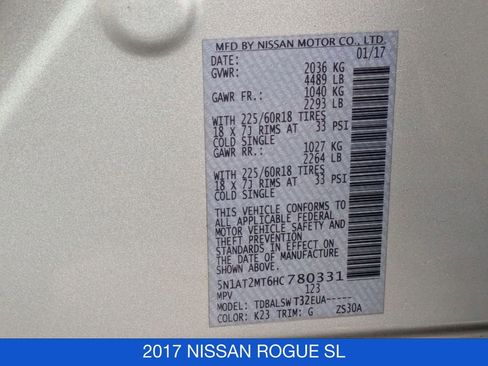 MFD BY NISSAN MOTOR CO., LTD.
DATE: 01/17
GVWR: 2036 KG
4489 LB
GAWR FR.: 1040 KG
2293 LB
WITH 225/60R18 TIRES
18 X 7J RIMS AT 33 PSI
COLD SINGLE
GAWR RR.: 1027 KG
2264 LB
WITH 225/60R18 TIRES
18 X 7J RIMS AT 33 PSI
COLD SINGLE
THIS VEHICLE CONFORMS TO
ALL APPLICABLE FEDERAL
MOTOR VEHICLE SAFETY AND
THEFT PREVENTION
STANDARDS IN EFFECT ON
THE DATE OF MANUFACTURE
SHOWN ABOVE.
5N1AT2MT6HC780331
MPV 123
MODEL: TDBALSWT32EUA-----
COLOR: K23 TRIM: G ZS30A
2017 NISSAN ROGUE SL